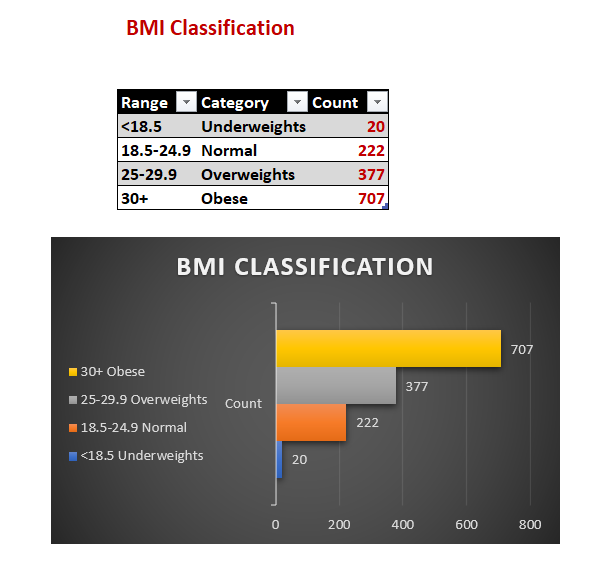 BMI Classification
Range Category Count
<18.5 Underweights 20
18.5-24.9 Normal 222
25-29.9 Overweights 377
30+ Obese 707
BMI CLASSIFICATION
707
30+ Obese
377
25-29.9 Overweights
Count
222
18.5-24.9 Normal
<18.5 Underweights
20
0 200 400 600 800